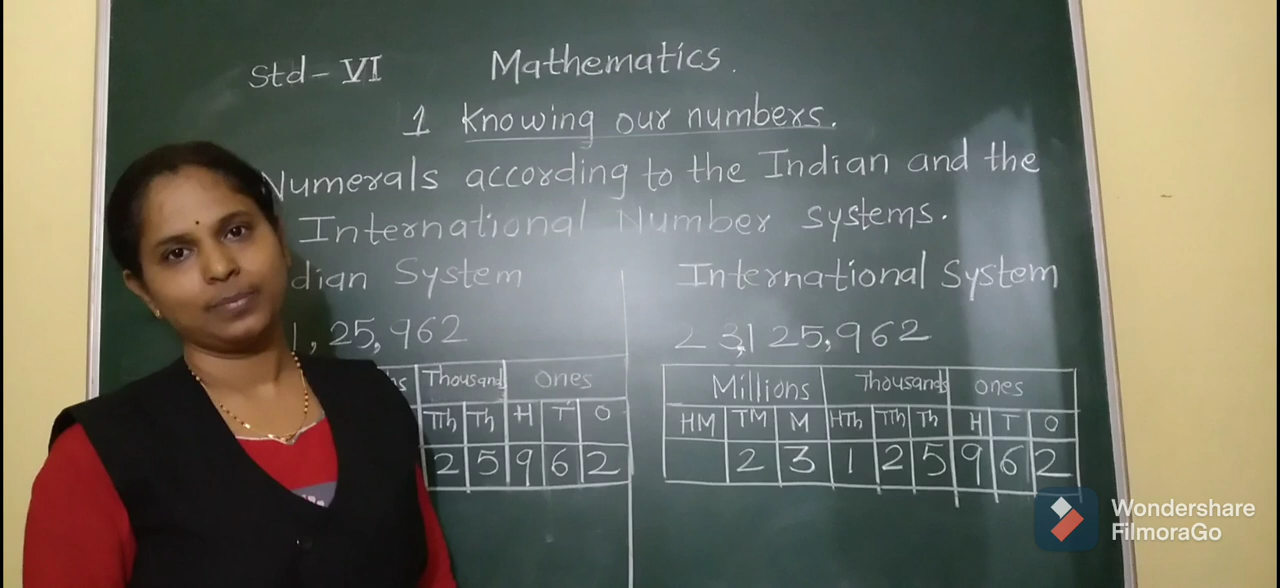 Std - VI Mathematics.
1 Knowing our numbers.
Numerals according to the Indian and the
International Number systems.
dian System
International System
1, 25, 962
23,125,962
ns Thousand Ones
TTh Th H T O
2 5 9 6 2
Millions Thousands ones
HM TM M HTh TTh Th H T O
2 3 1 2 5 9 6 2
Wondershare
FilmoraGo